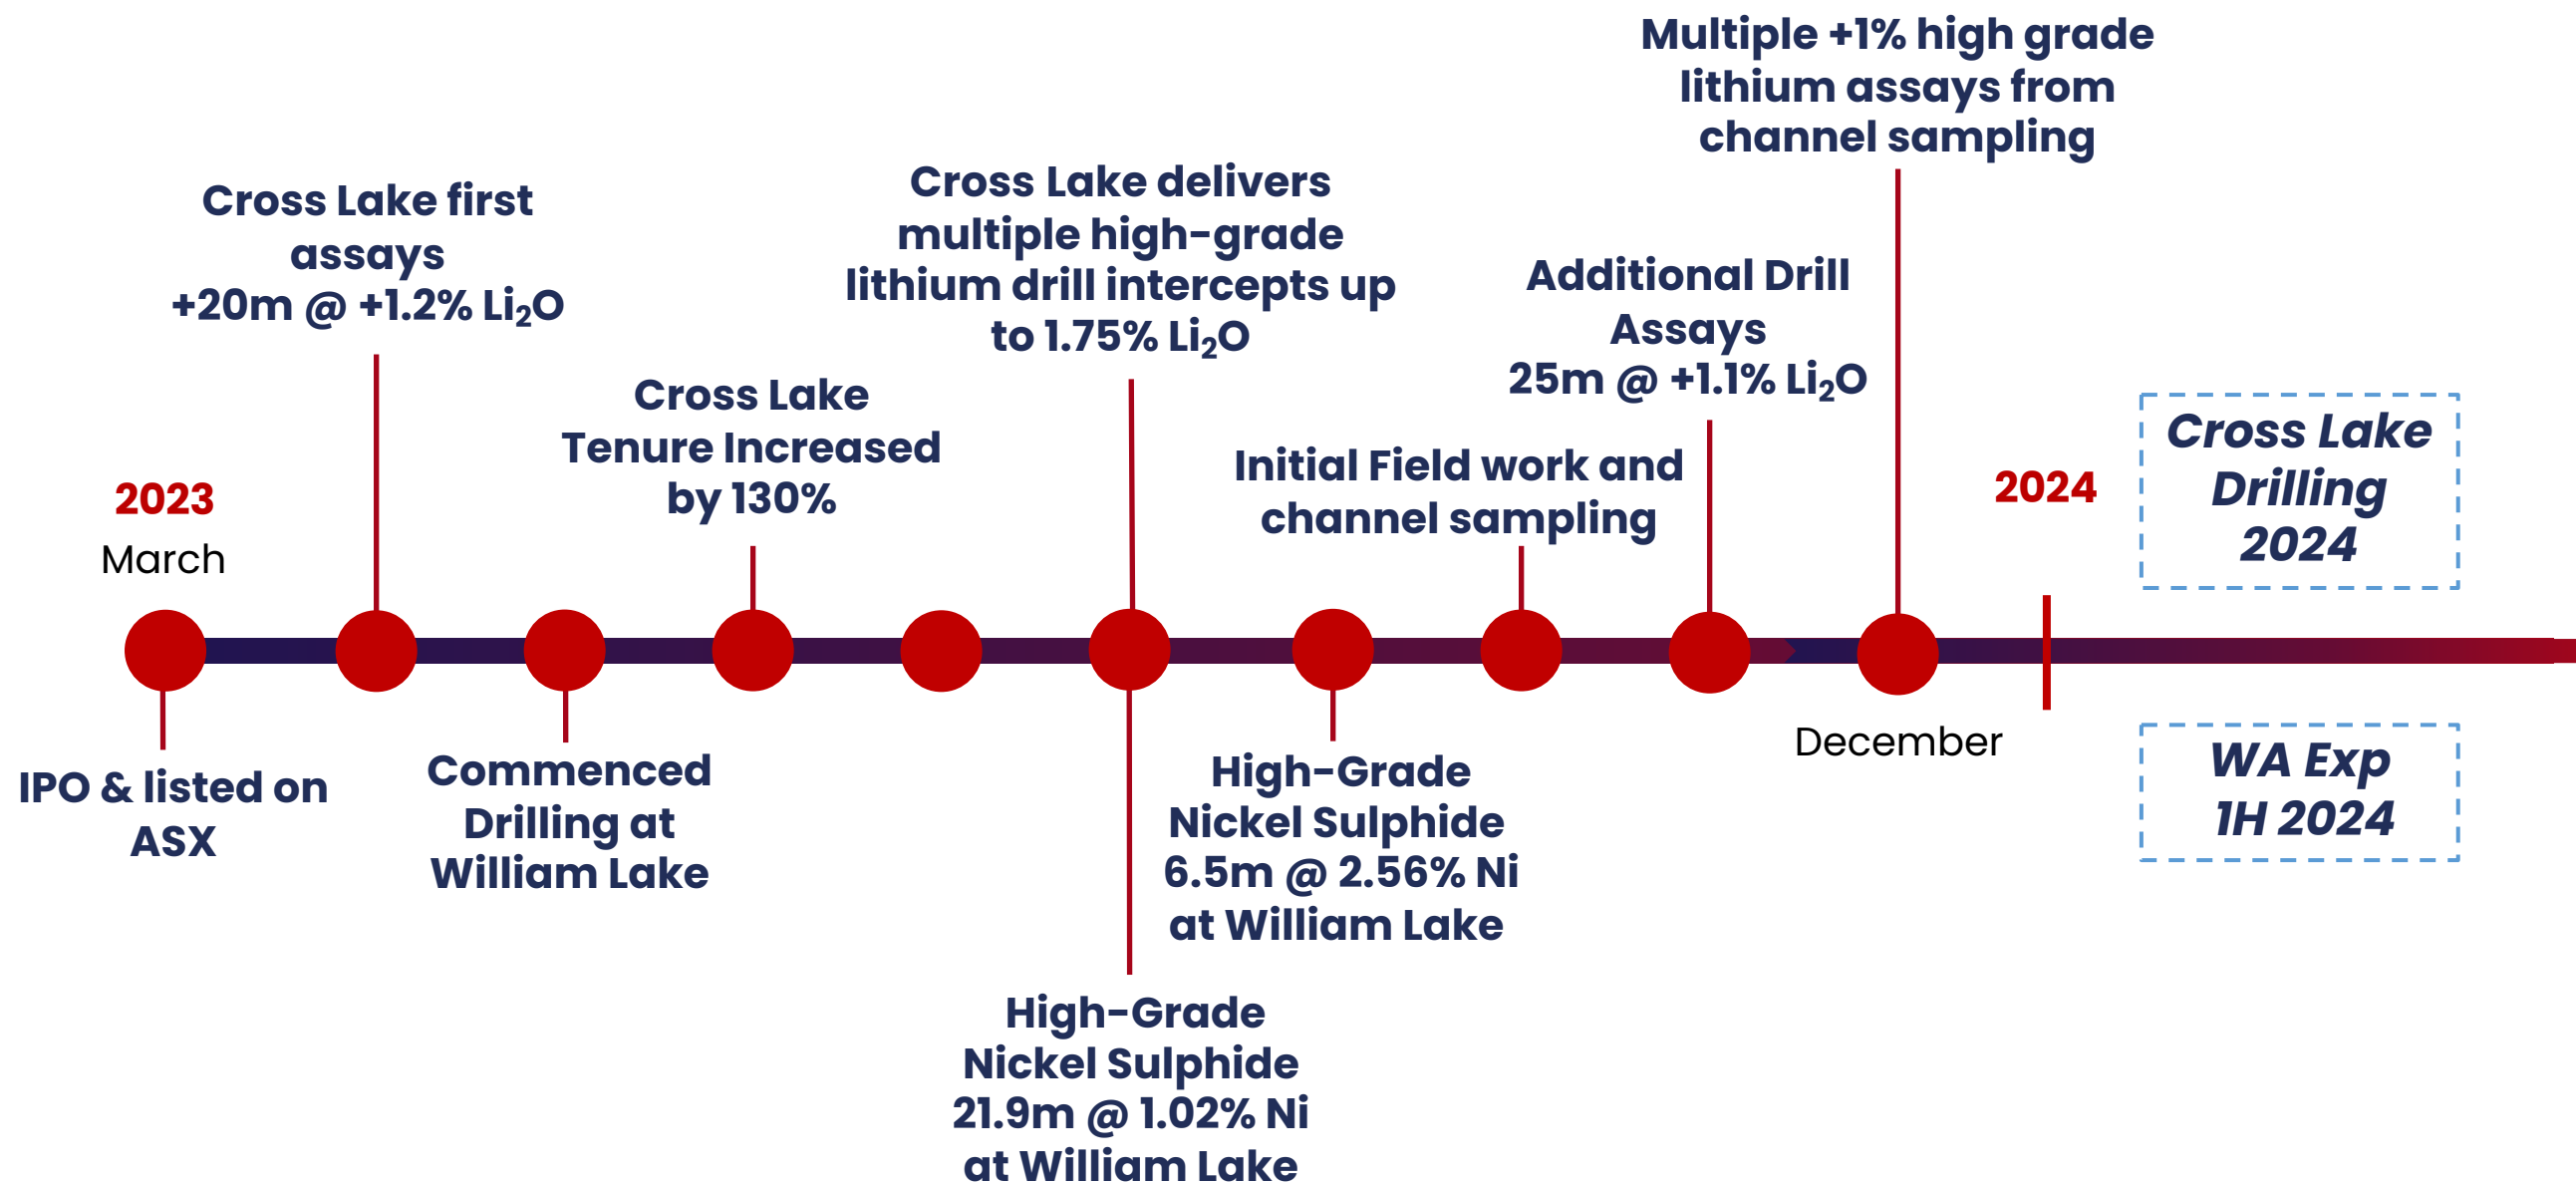 Multiple +1% high grade
lithium assays from
channel sampling
Cross Lake first
assays
+20m @ +1.2% Li₂O
Cross Lake delivers
multiple high-grade
lithium drill intercepts up
to 1.75% Li₂O
Additional Drill
Assays
25m @ +1.1% Li₂O
Cross Lake
Tenure Increased
by 130%
Initial Field work and
channel sampling
2023
March
2024
Cross Lake
Drilling
2024
December
IPO & listed on
ASX
Commenced
Drilling at
William Lake
High-Grade
Nickel Sulphide
6.5m @ 2.56% Ni
at William Lake
WA Exp
1H 2024
High-Grade
Nickel Sulphide
21.9m @ 1.02% Ni
at William Lake